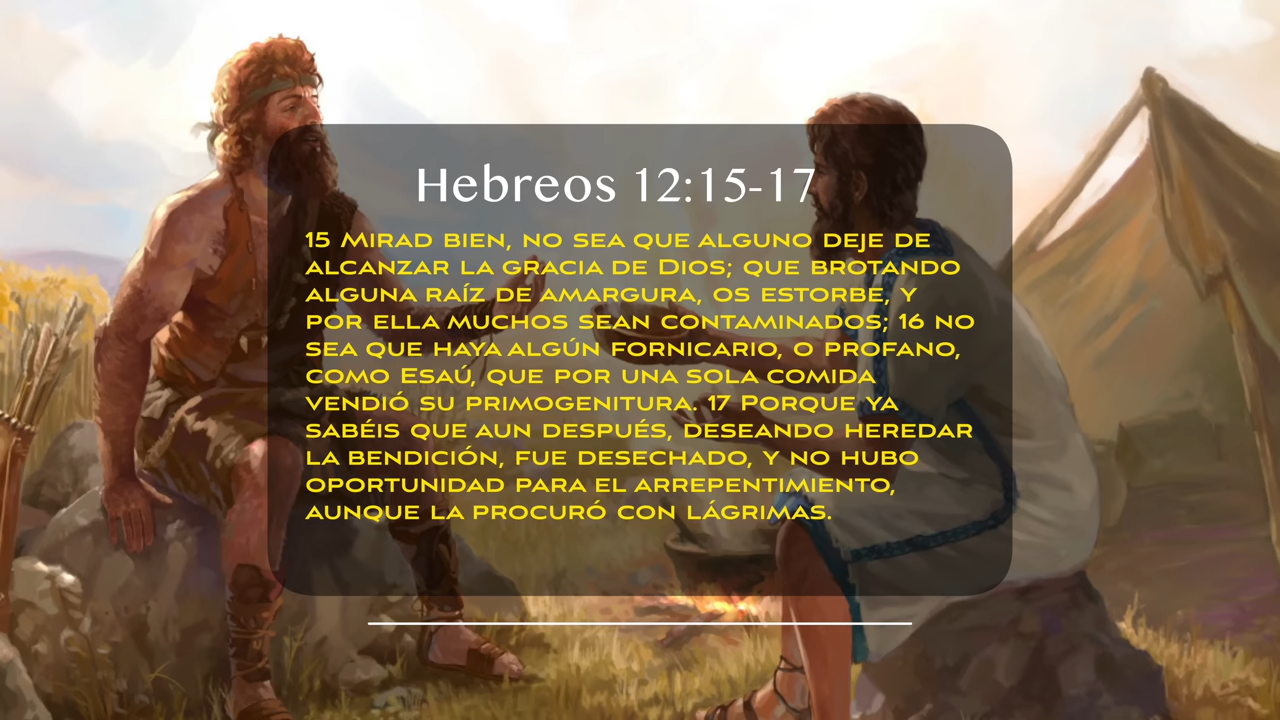 Hebreos 12:15-17
15 Mirad bien, no sea que alguno deje de
alcanzar la gracia de Dios; que brotando
alguna raíz de amargura, os estorbe, y
por ella muchos sean contaminados; 16 no
sea que haya algún fornicario, o profano,
como Esaú, que por una sola comida
vendió su primogenitura. 17 Porque ya
sabéis que aun después, deseando heredar
la bendición, fue desechado, y no hubo
oportunidad para el arrepentimiento,
aunque la procuró con lágrimas.